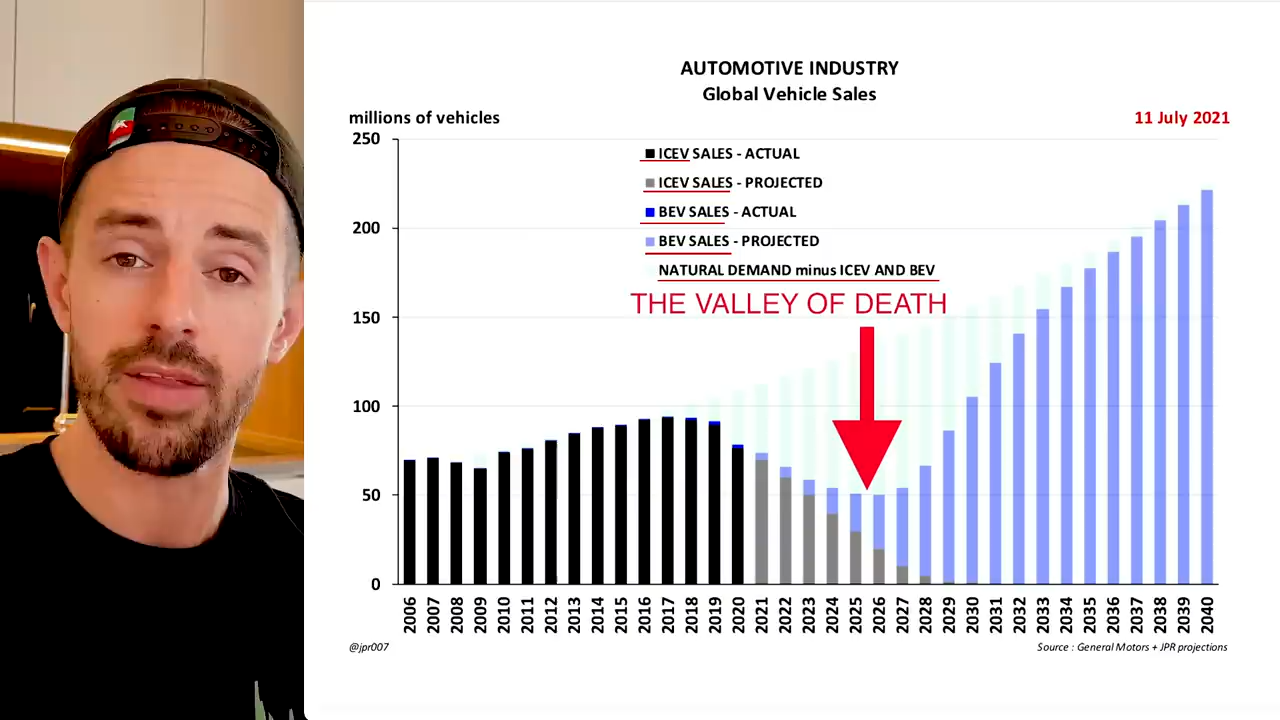 AUTOMOTIVE INDUSTRY
Global Vehicle Sales
millions of vehicles
11 July 2021
250
200
150
100
50
0
ICEV SALES - ACTUAL
ICEV SALES - PROJECTED
BEV SALES - ACTUAL
BEV SALES - PROJECTED
NATURAL DEMAND minus ICEV AND BEV
THE VALLEY OF DEATH
2006 2007 2008 2009 2010 2011 2012 2013 2014 2015 2016 2017 2018 2019 2020 2021 2022 2023 2024 2025 2026 2027 2028 2029 2030 2031 2032 2033 2034 2035 2036 2037 2038 2039 2040
@jpr007
Source : General Motors + JPR projections